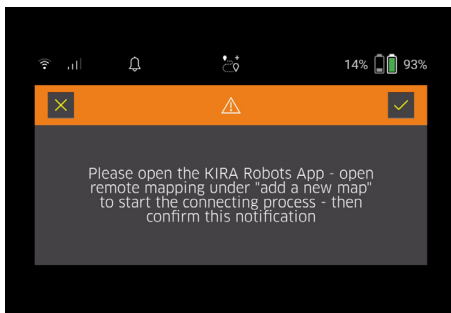 14% 93%
Please open the KIRA Robots App - open
remote mapping under "add a new map"
to start the connecting process - then
confirm this notification